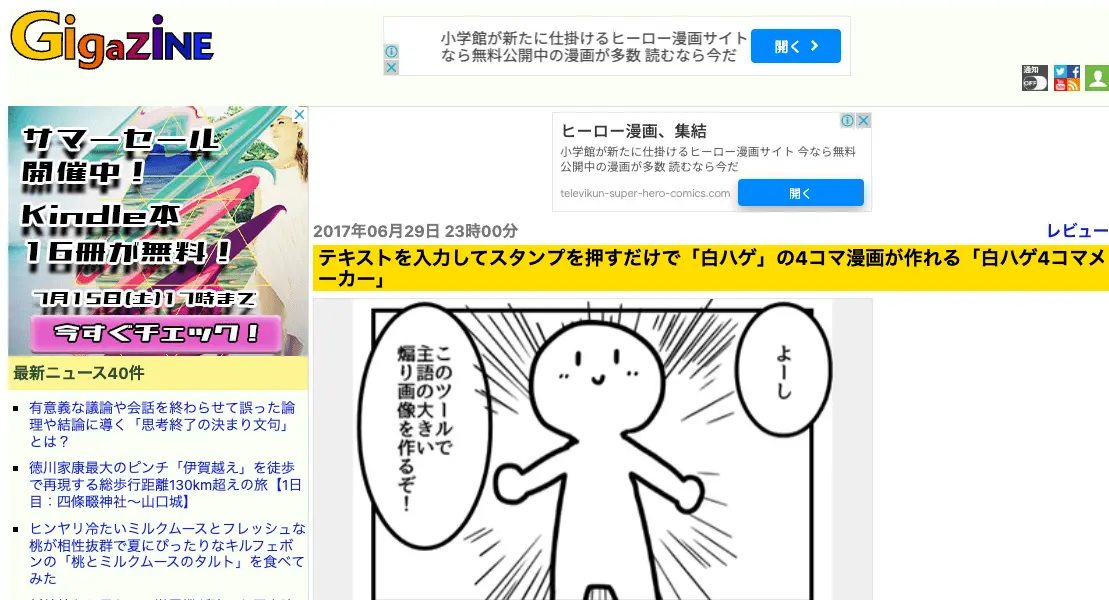 GigaZiNE
小学館が新たに仕掛けるヒーロー漫画サイト
なら無料公開中の漫画が多数 読むなら今だ
開く
通知
OFF
サマーセール
開催中！
Kindle本
16冊が無料！
7月15日(土)17時まで
今すぐチェック！
最新ニュース40件
有意義な議論や会話を終わらせて誤った論
理や結論に導く「思考終了の決まり文句」
とは？
徳川家康最大のピンチ「伊賀越え」を徒歩
で再現する総歩行距離130km超えの旅【1日
目：四條畷神社～山口城】
ヒンヤリ冷たいミルクムースとフレッシュな
桃が相性抜群で夏にぴったりなキルフェボ
ンの「桃とミルクムースのタルト」を食べて
みた
ヒーロー漫画、集結
小学館が新たに仕掛けるヒーロー漫画サイト 今なら無料
公開中の漫画が多数 読むなら今だ
televikun-super-hero-comics.com
開く
2017年06月29日 23時00分
レビュー
テキストを入力してスタンプを押すだけで「白ハゲ」の4コマ漫画が作れる「白ハゲ4コマメ
ーカー」
よーし
このツールで
主語の大きい
煽り画像を作るぞ！